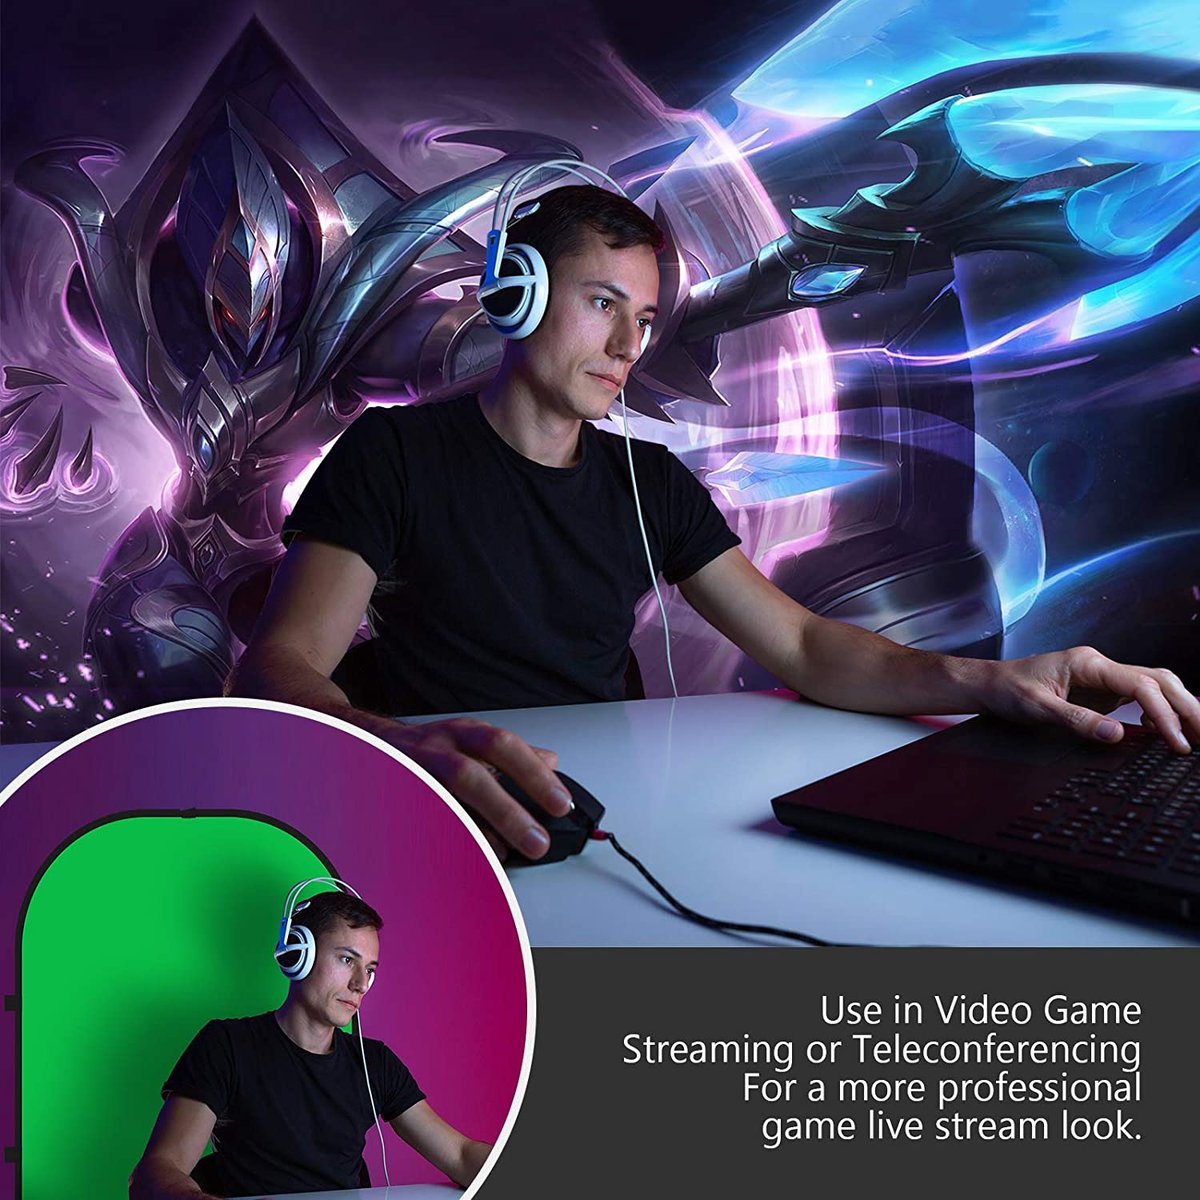 Use in Video Game
Streaming or Teleconferencing
For a more professional
game live stream look.